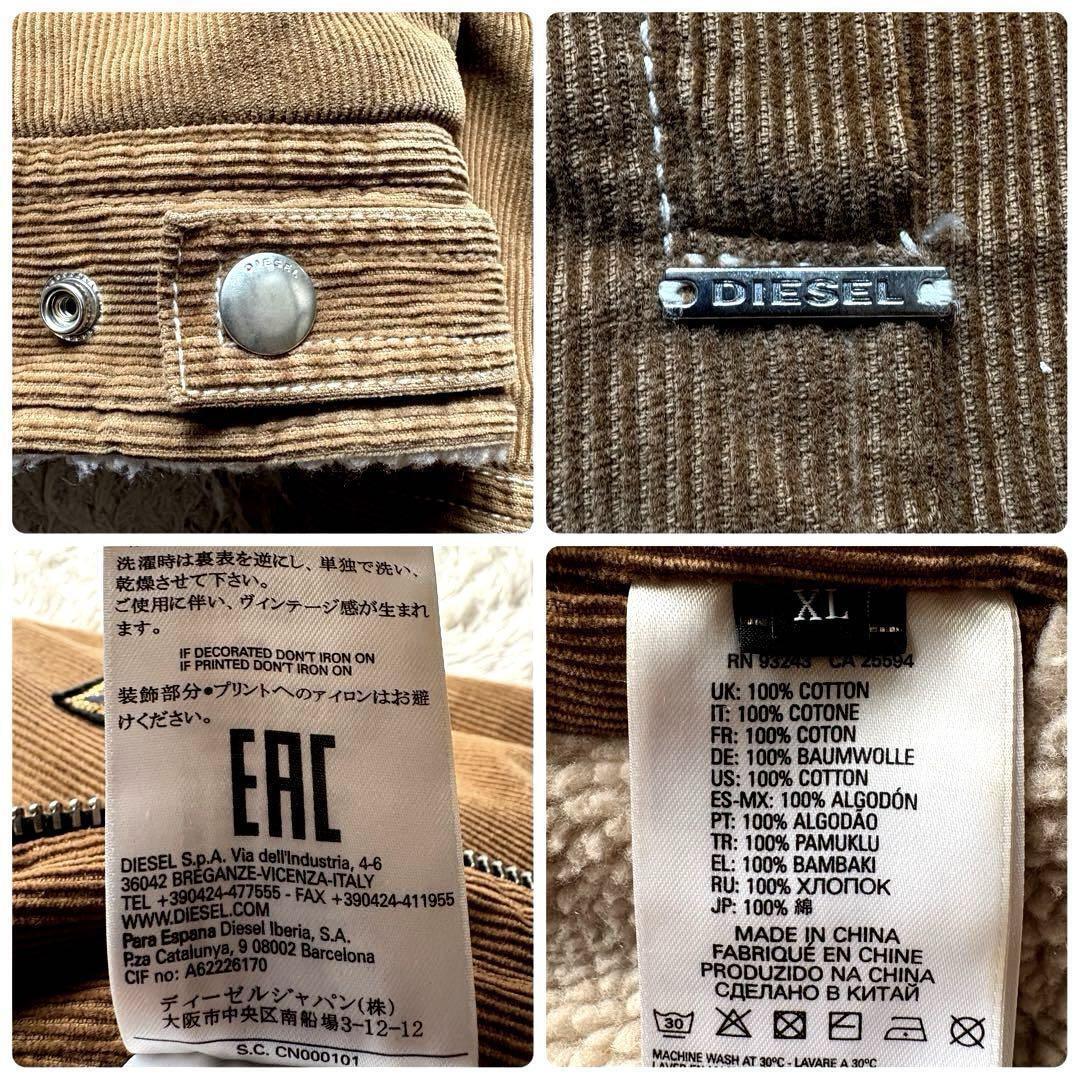 DIESEL
DIESEL
洗濯時は裏表を逆にし、単独で洗い、
乾燥させて下さい。
ご使用に伴い、ヴィンテージ感が生まれ
ます。
IF DECORATED DON'T IRON ON
IF PRINTED DON'T IRON ON
装飾部分•プリントへのアイロンはお避
けください。
EAC
DIESEL S.p.A. Via dell'Industria, 4-6
36042 BREGANZE-VICENZA-ITALY
TEL +390424-477555 - FAX +390424-411955
WWW.DIESEL.COM
Para Espana Diesel Iberia, S.A.
P.za Catalunya, 9 08002 Barcelona
CIF no: A62226170
ディーゼルジャパン(株)
大阪市中央区南船場3-12-12
S.C. CN000101
XL
RN 93243 CA 25594
UK: 100% COTTON
IT: 100% COTONE
FR: 100% COTON
DE: 100% BAUMWOLLE
US: 100% COTTON
ES-MX: 100% ALGODÓN
PT: 100% ALGODÃO
TR: 100% PAMUKLU
EL: 100% BAMBAKI
RU: 100% ХЛОПОК
JP: 100% 綿
MADE IN CHINA
FABRIQUÉ EN CHINE
PRODUZIDO NA CHINA
СДЕЛАНО В КИТАЙ
30
MACHINE WASH AT 30ºC - LAVARE A 30ºC